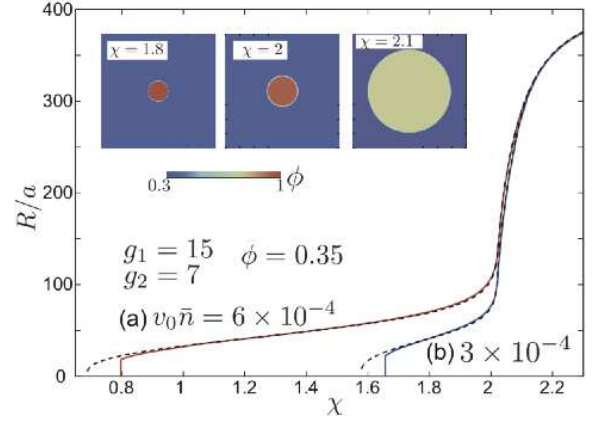 400
300
200
100
0
R/a
χ = 1.8
χ = 2
χ = 2.1
0.3
1
ϕ
g₁ = 15
g₂ = 7
ϕ = 0.35
(a) v₀n̄ = 6 × 10⁻⁴
(b) 3 × 10⁻⁴
0.8
1
1.2
1.4
1.6
1.8
2
2.2
χ